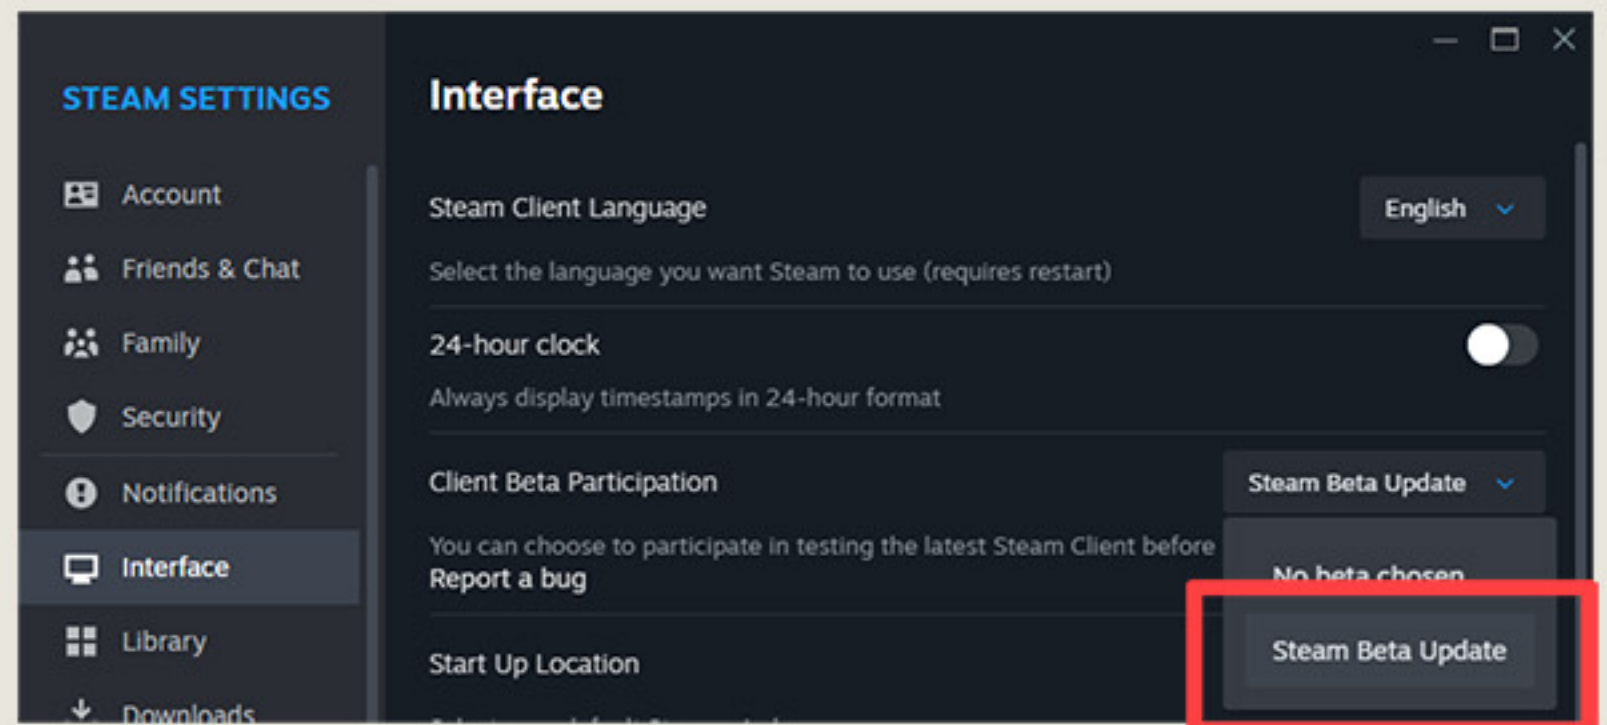 STEAM SETTINGS
Account
Friends & Chat
Family
Security
Notifications
Interface
Library
Downloads
Interface
Steam Client Language
English
Select the language you want Steam to use (requires restart)
24-hour clock
Always display timestamps in 24-hour format
Client Beta Participation
Steam Beta Update
You can choose to participate in testing the latest Steam Client before
Report a bug
No beta chosen
Steam Beta Update
Start Up Location